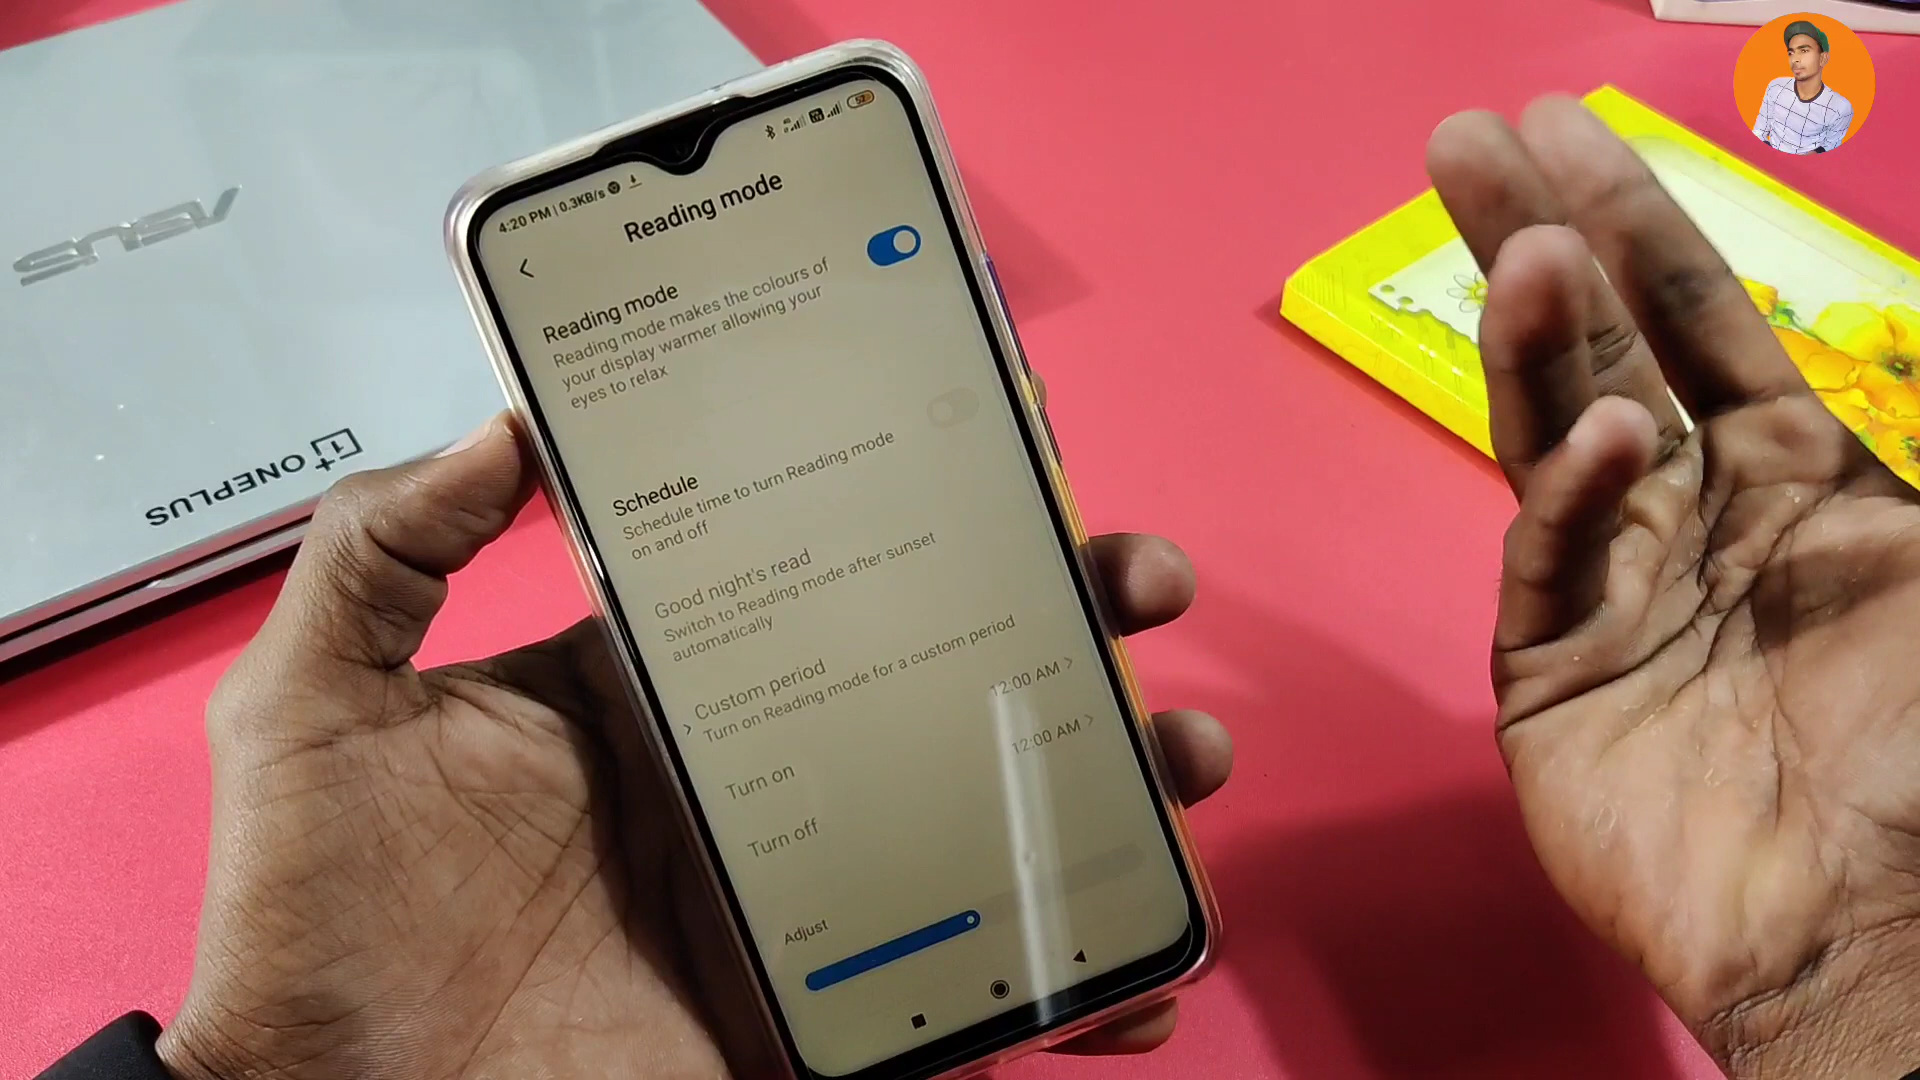 ASUS
ONEPLUS
4:20 PM | 0.3KB/s
52
Reading mode
Reading mode
Reading mode makes the colours of
your display warmer allowing your
eyes to relax
Schedule
Schedule time to turn Reading mode
on and off
Good night's read
Switch to Reading mode after sunset
automatically
Custom period
Turn on Reading mode for a custom period
Turn on
12:00 AM
Turn off
12:00 AM
Adjust